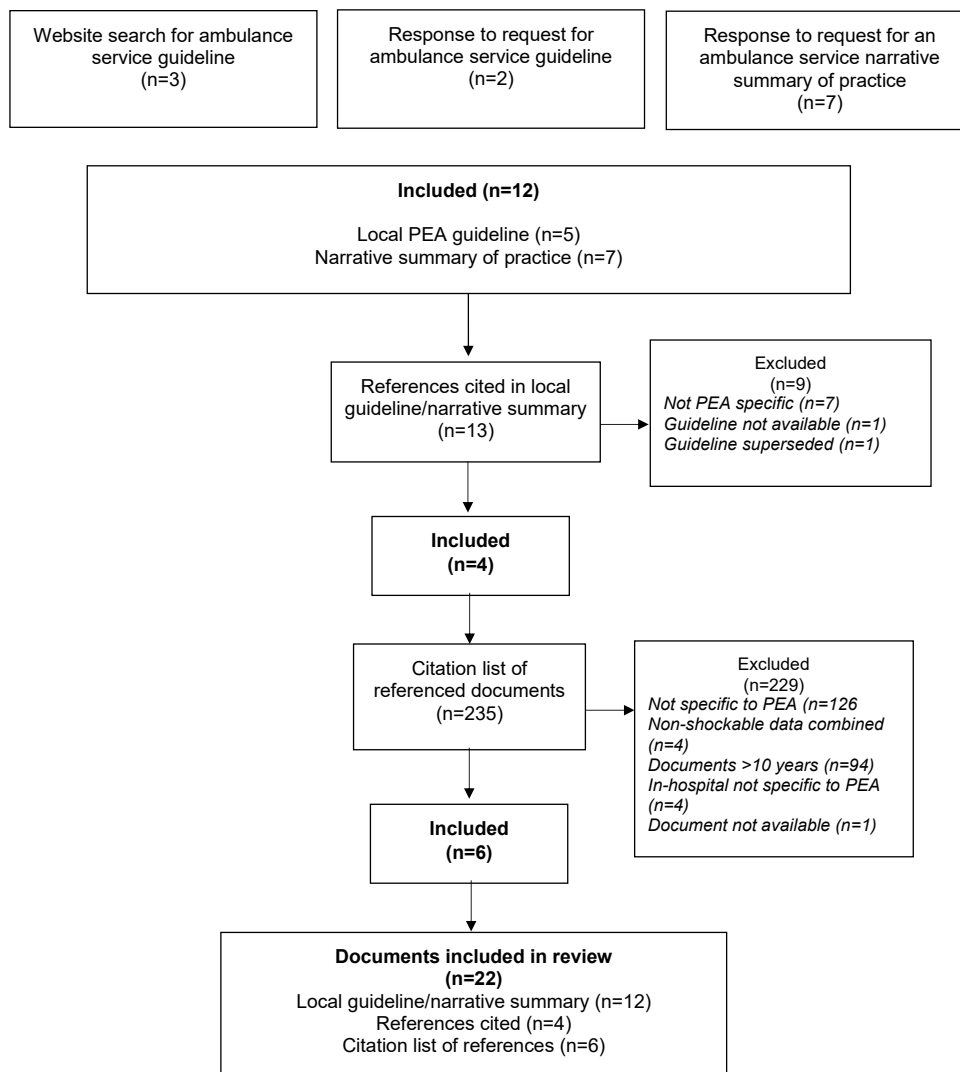 Website search for ambulance
service guideline
(n=3)
Response to request for
ambulance service guideline
(n=2)
Response to request for an
ambulance service narrative
summary of practice
(n=7)
Included (n=12)
Local PEA guideline (n=5)
Narrative summary of practice (n=7)
References cited in local
guideline/narrative summary
(n=13)
Excluded
(n=9)
Not PEA specific (n=7)
Guideline not available (n=1)
Guideline superseded (n=1)
Included
(n=4)
Citation list of
referenced documents
(n=235)
Excluded
(n=229)
Not specific to PEA (n=126
Non-shockable data combined
(n=4)
Documents >10 years (n=94)
In-hospital not specific to PEA
(n=4)
Document not available (n=1)
Included
(n=6)
Documents included in review
(n=22)
Local guideline/narrative summary (n=12)
References cited (n=4)
Citation list of references (n=6)